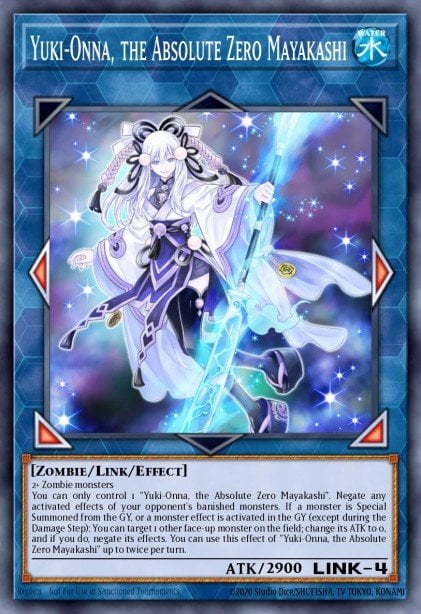 Yuki-Onna, the Absolute Zero Mayakashi
WATER
水
[Zombie/Link/Effect]
2+ Zombie monsters
You can only control 1 "Yuki-Onna, the Absolute Zero Mayakashi". Negate any
activated effects of your opponent's banished monsters. If a monster is Special
Summoned from the GY, or a monster effect is activated in the GY (except during the
Damage Step): You can target 1 other face-up monster on the field; change its ATK to 0,
and if you do, negate its effects. You can use this effect of "Yuki-Onna, the Absolute
Zero Mayakashi" up to twice per turn.
ATK/2900 LINK-4
Replica - Not For Use in Sanctioned Tournaments. ©2020 Studio Dice/SHUEISHA, TV TOKYO, KONAMI